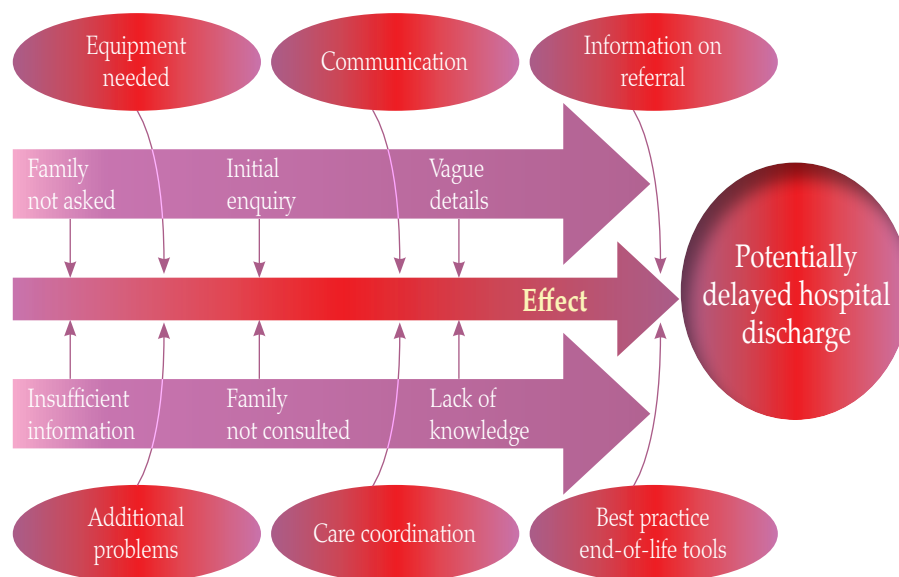 Equipment
needed
Communication
Information on
referral
Family
not asked
Initial
enquiry
Vague
details
Effect
Potentially
delayed hospital
discharge
Insufficient
information
Family
not consulted
Lack of
knowledge
Additional
problems
Care coordination
Best practice
end-of-life tools